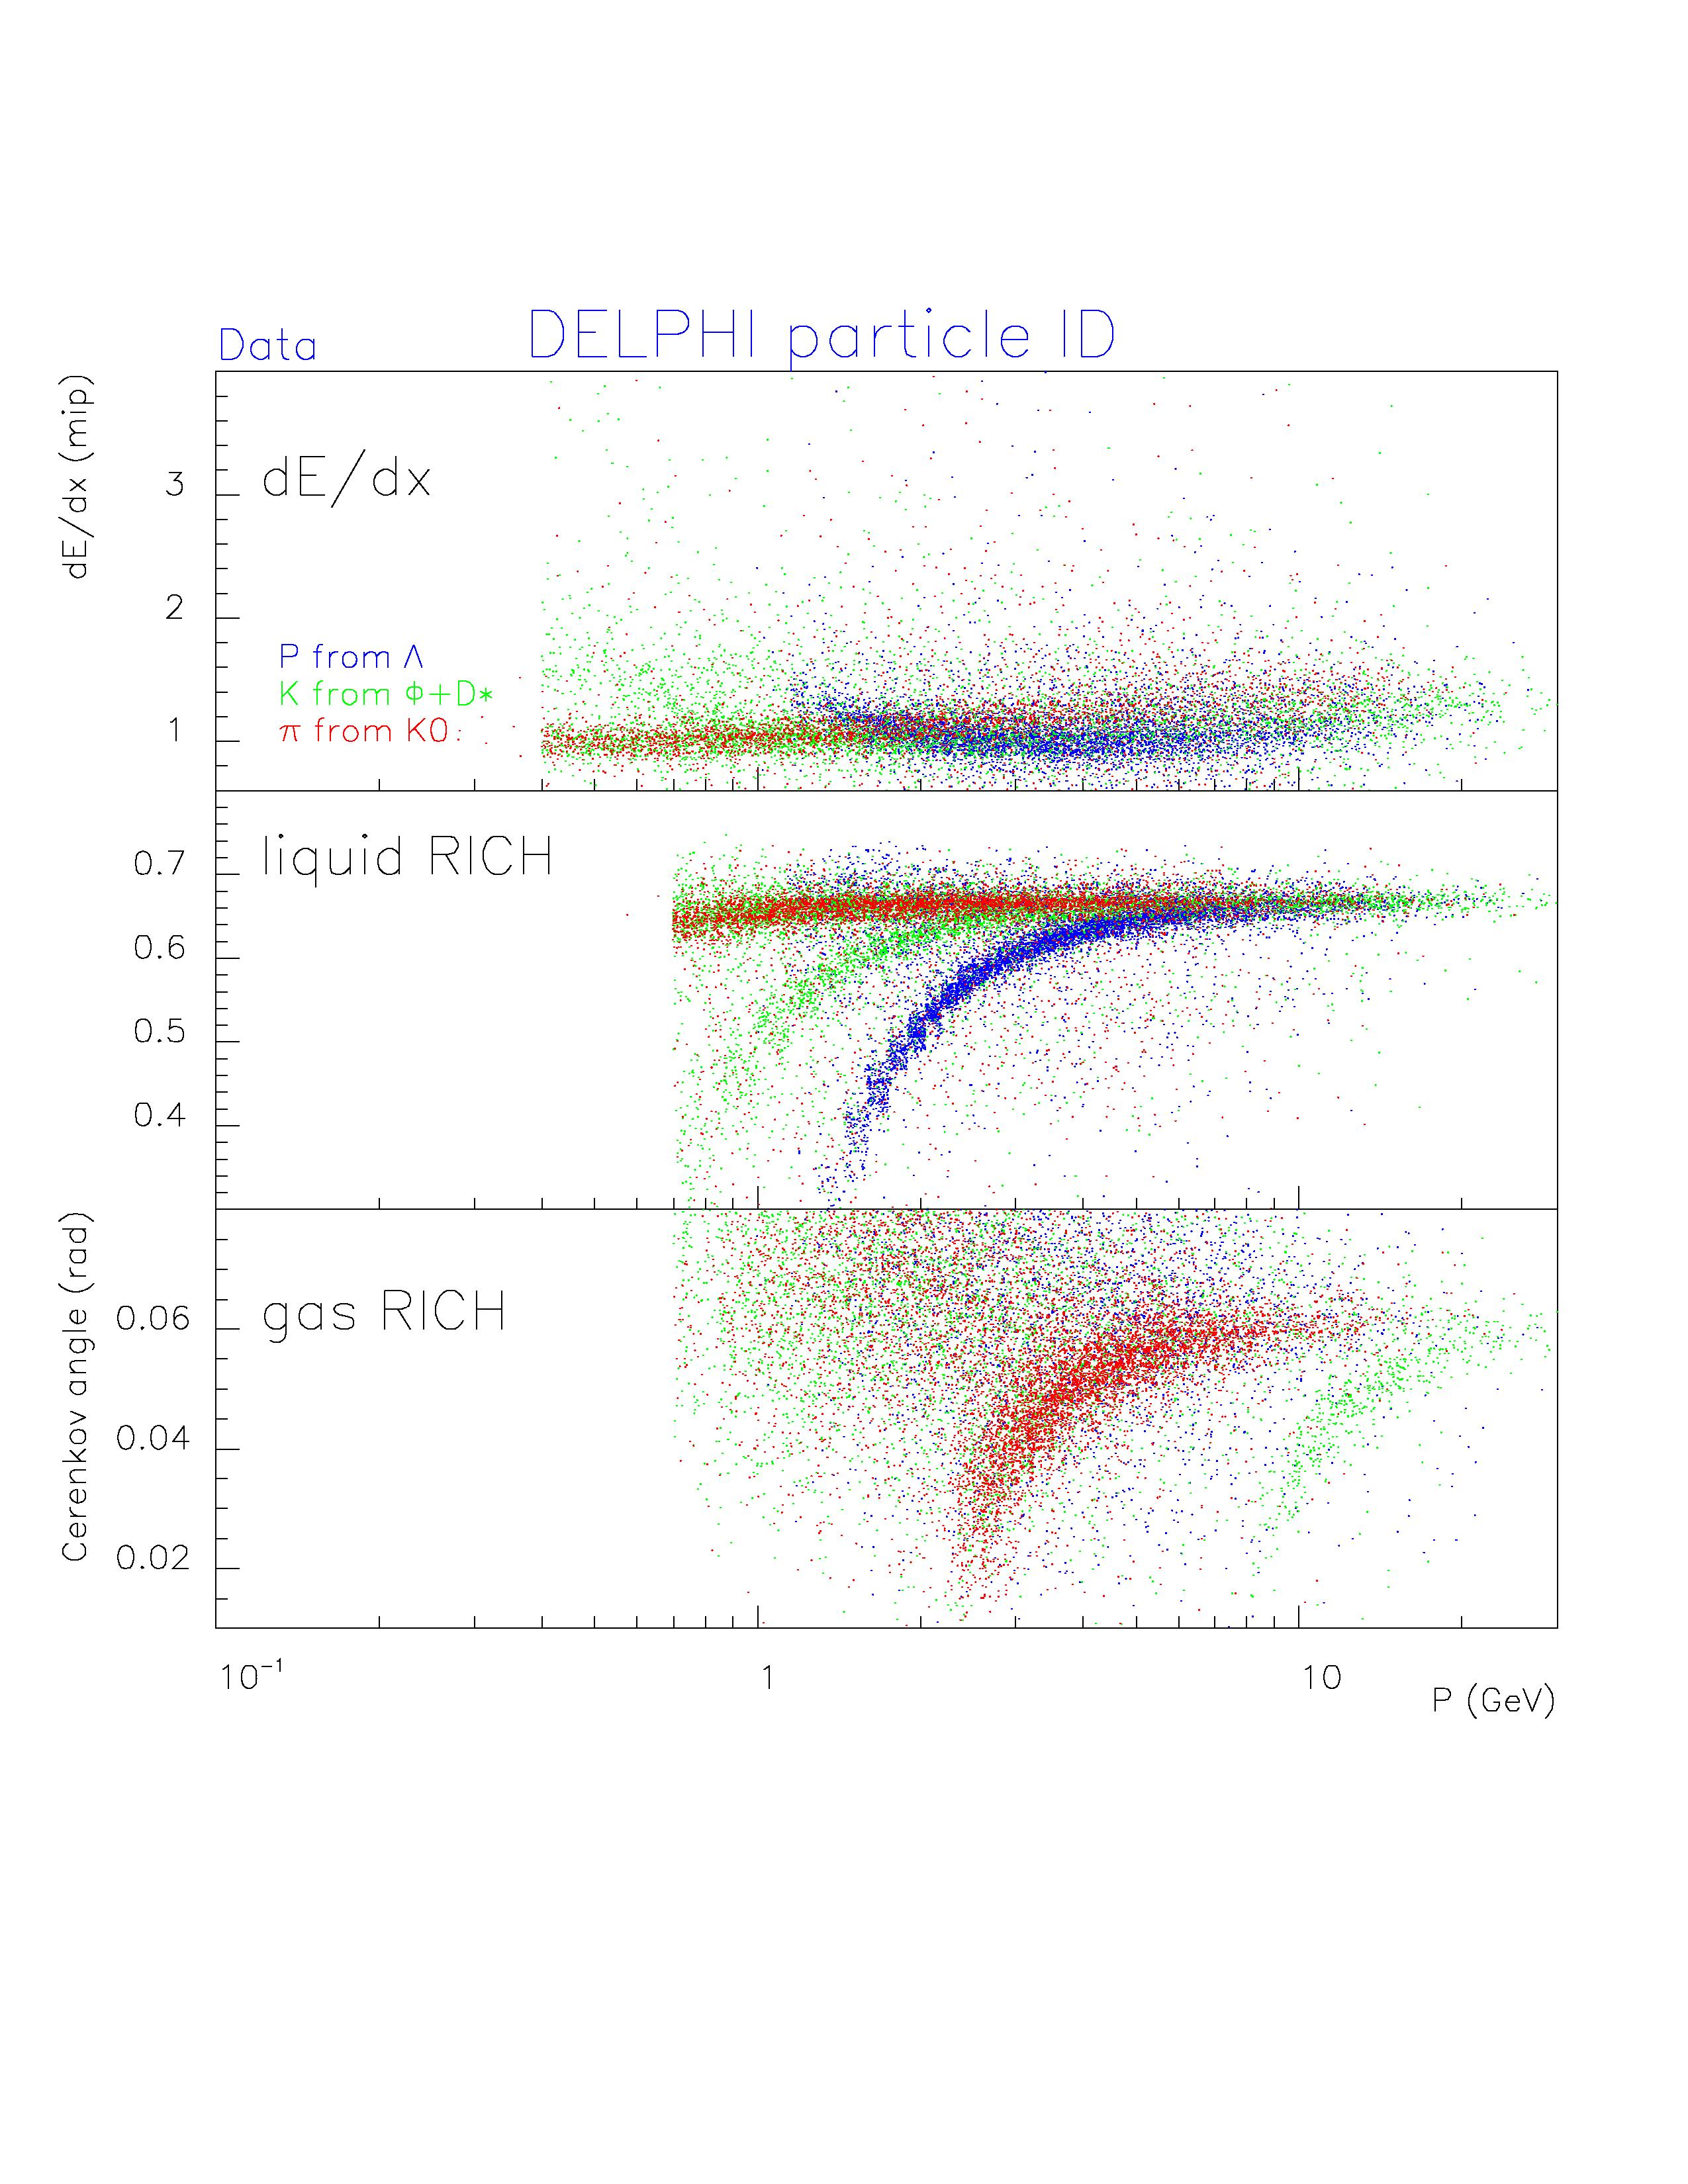 Data
DELPHI particle ID
dE/dx (mip)
3
2
1
dE/dx
P from Λ
K from Φ+D*
π from K0
0.7
0.6
0.5
0.4
liquid RICH
Cerenkov angle (rad)
0.06
0.04
0.02
gas RICH
10⁻¹
1
10
P (GeV)